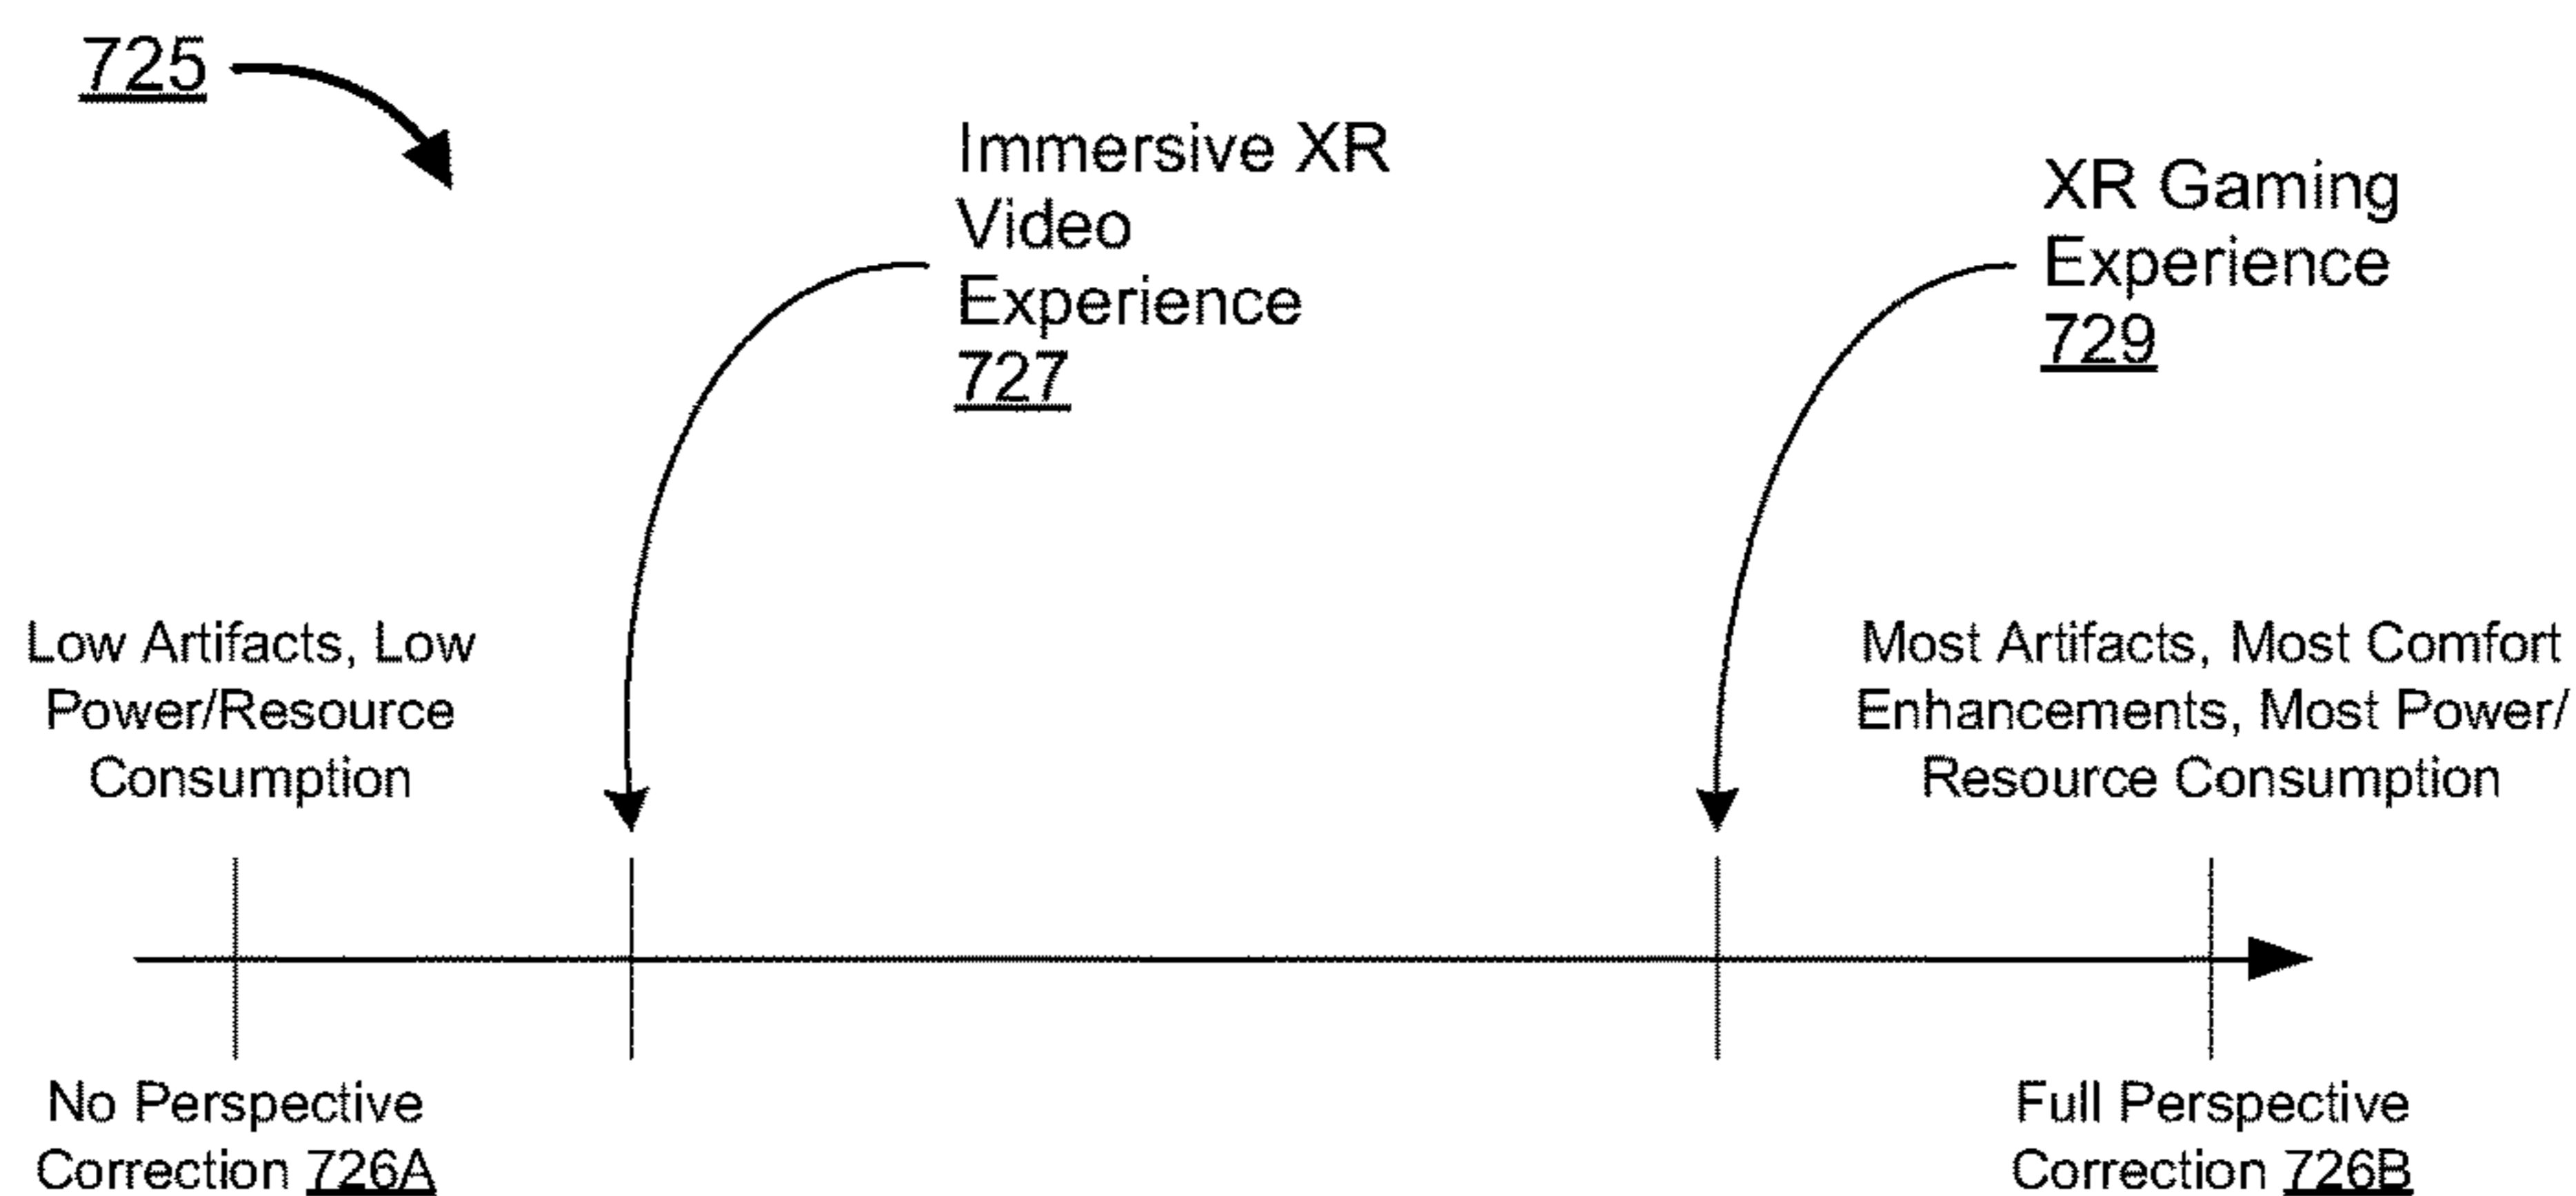 725
Immersive XR
Video
Experience
727
XR Gaming
Experience
729
Low Artifacts, Low
Power/Resource
Consumption
Most Artifacts, Most Comfort
Enhancements, Most Power/
Resource Consumption
No Perspective
Correction 726A
Full Perspective
Correction 726B